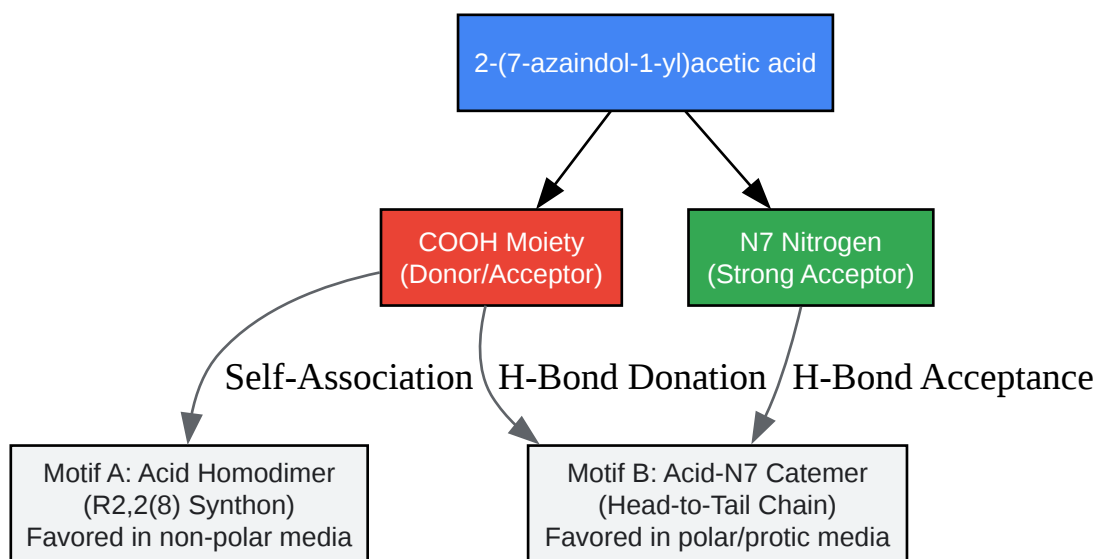 2-(7-azaindol-1-yl)acetic acid
COOH Moiety
(Donor/Acceptor)
N7 Nitrogen
(Strong Acceptor)
Self-Association
H-Bond Donation
H-Bond Acceptance
Motif A: Acid Homodimer
(R2,2(8) Synthon)
Favored in non-polar media
Motif B: Acid-N7 Catemer
(Head-to-Tail Chain)
Favored in polar/protic media